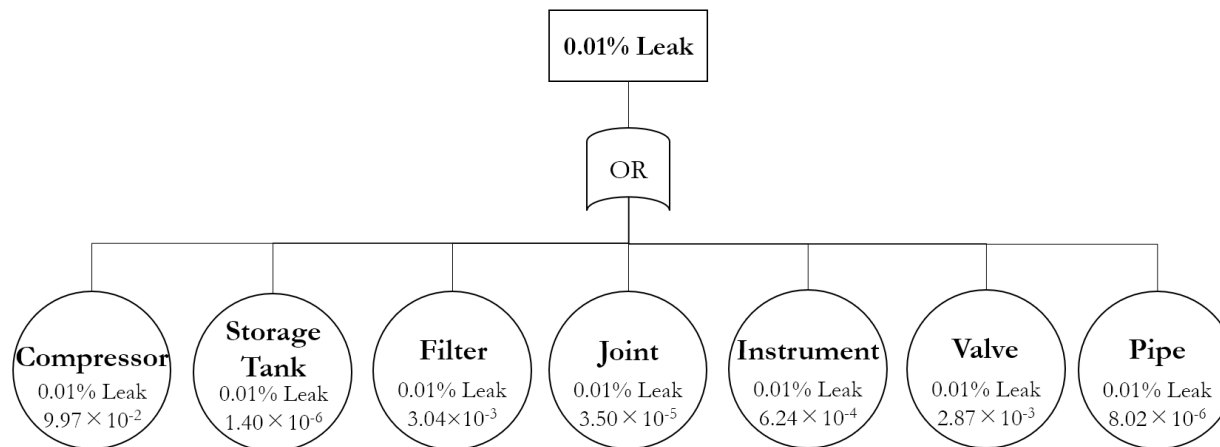 0.01% Leak
OR
Compressor
0.01% Leak
9.97 × 10⁻²
Storage
Tank
0.01% Leak
1.40 × 10⁻⁶
Filter
0.01% Leak
3.04×10⁻³
Joint
0.01% Leak
3.50 × 10⁻⁵
Instrument
0.01% Leak
6.24 × 10⁻⁴
Valve
0.01% Leak
2.87 × 10⁻³
Pipe
0.01% Leak
8.02 × 10⁻⁶